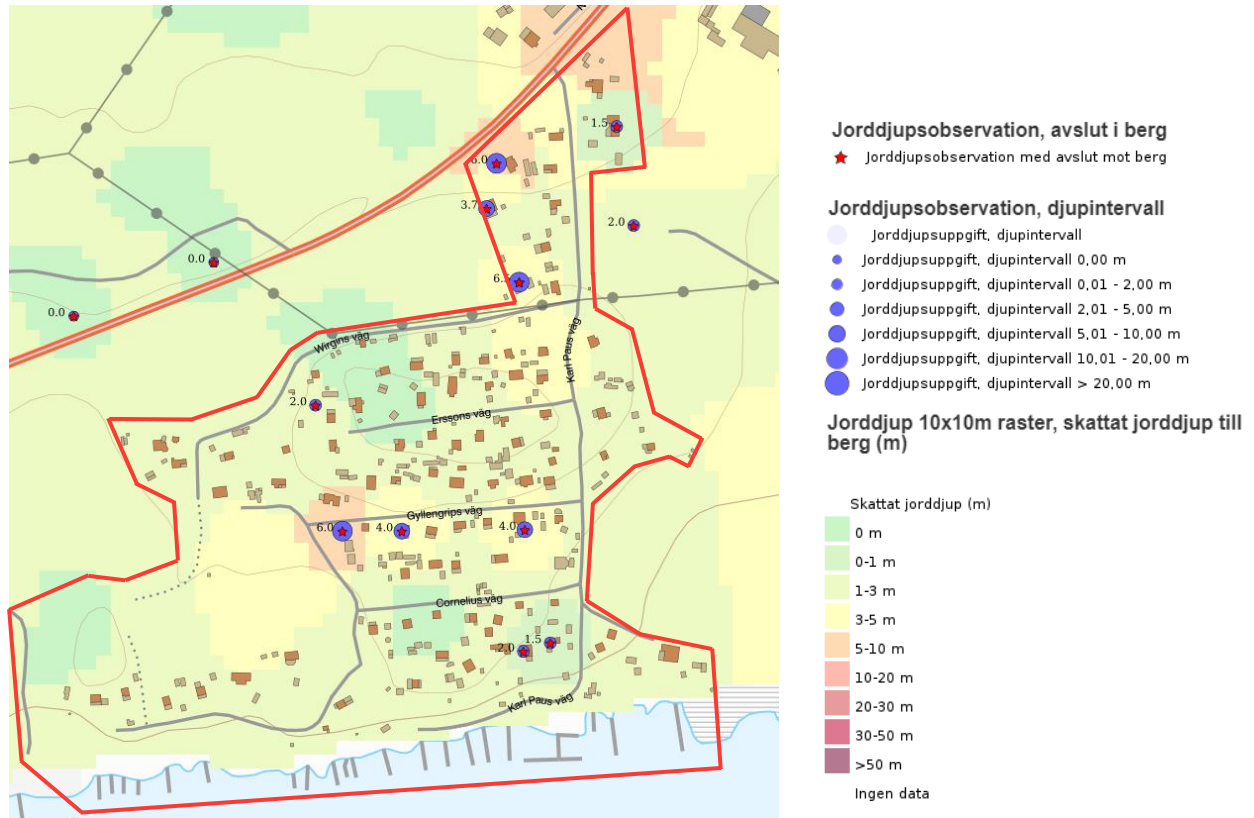 1.5
6.0
3.7
2.0
0.0
6.
0.0
Wirgins väg
Karl Paus väg
2.0
Erssons väg
Gyllengrips väg
6.0
4.0
4.0
Cornelius väg
1.5
2.0
Karl Paus väg
Jorddjupsobservation, avslut i berg
Jorddjupsobservation med avslut mot berg
Jorddjupsobservation, djupintervall
Jorddjupsuppgift, djupintervall
Jorddjupsuppgift, djupintervall 0,00 m
Jorddjupsuppgift, djupintervall 0,01 - 2,00 m
Jorddjupsuppgift, djupintervall 2,01 - 5,00 m
Jorddjupsuppgift, djupintervall 5,01 - 10,00 m
Jorddjupsuppgift, djupintervall 10,01 - 20,00 m
Jorddjupsuppgift, djupintervall > 20,00 m
Jorddjup 10x10m raster, skattat jorddjup till
berg (m)
Skattat jorddjup (m)
0 m
0-1 m
1-3 m
3-5 m
5-10 m
10-20 m
20-30 m
30-50 m
>50 m
Ingen data